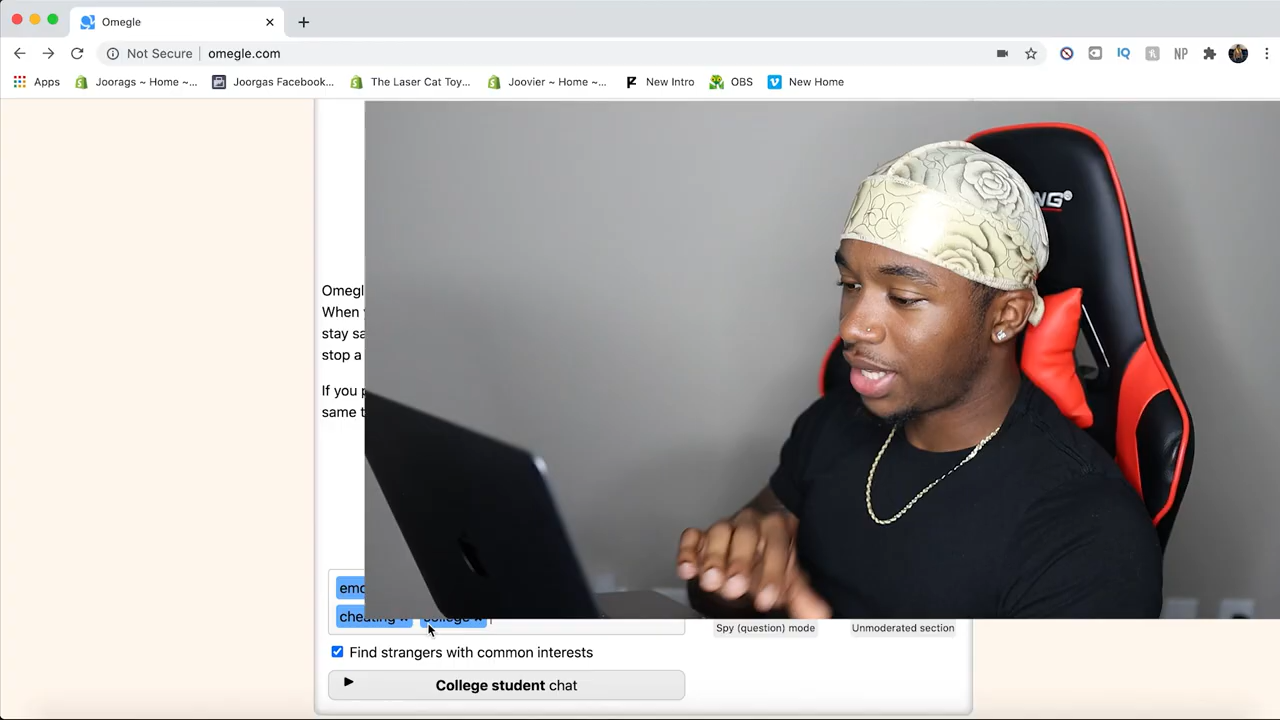 Omegle
Not Secure omegle.com
IQ NP
Apps Joorags ~ Home ~... Joorgas Facebook... The Laser Cat Toy... Joovier ~ Home ~... New Intro OBS New Home
NG®
Omegl
When
stay sa
stop a
If you
same t
emo
cheating × college ×
Spy (question) mode Unmoderated section
Find strangers with common interests
College student chat